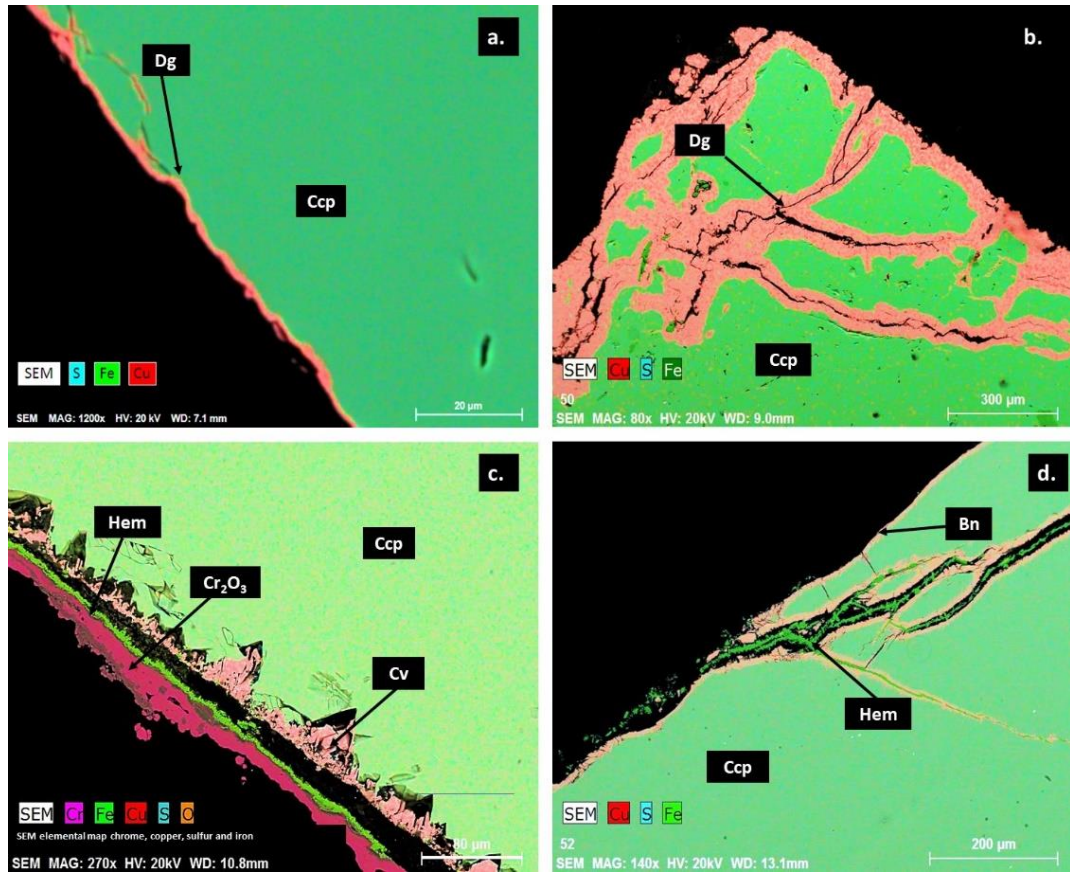 a.
Dg
Ccp
SEM S Fe Cu
SEM MAG: 1200x HV: 20 kV WD: 7.1 mm
20 µm
b.
Dg
Ccp
SEM Cu S Fe
50
SEM MAG: 80x HV: 20kV WD: 9.0mm
300 µm
c.
Hem
Ccp
Cr₂O₃
Cv
SEM Cr Fe Cu S O
SEM elemental map chrome, copper, sulfur and iron
SEM MAG: 270x HV: 20kV WD: 10.8mm
80 µm
d.
Bn
Hem
Ccp
SEM Cu S Fe
52
SEM MAG: 140x HV: 20kV WD: 13.1mm
200 µm